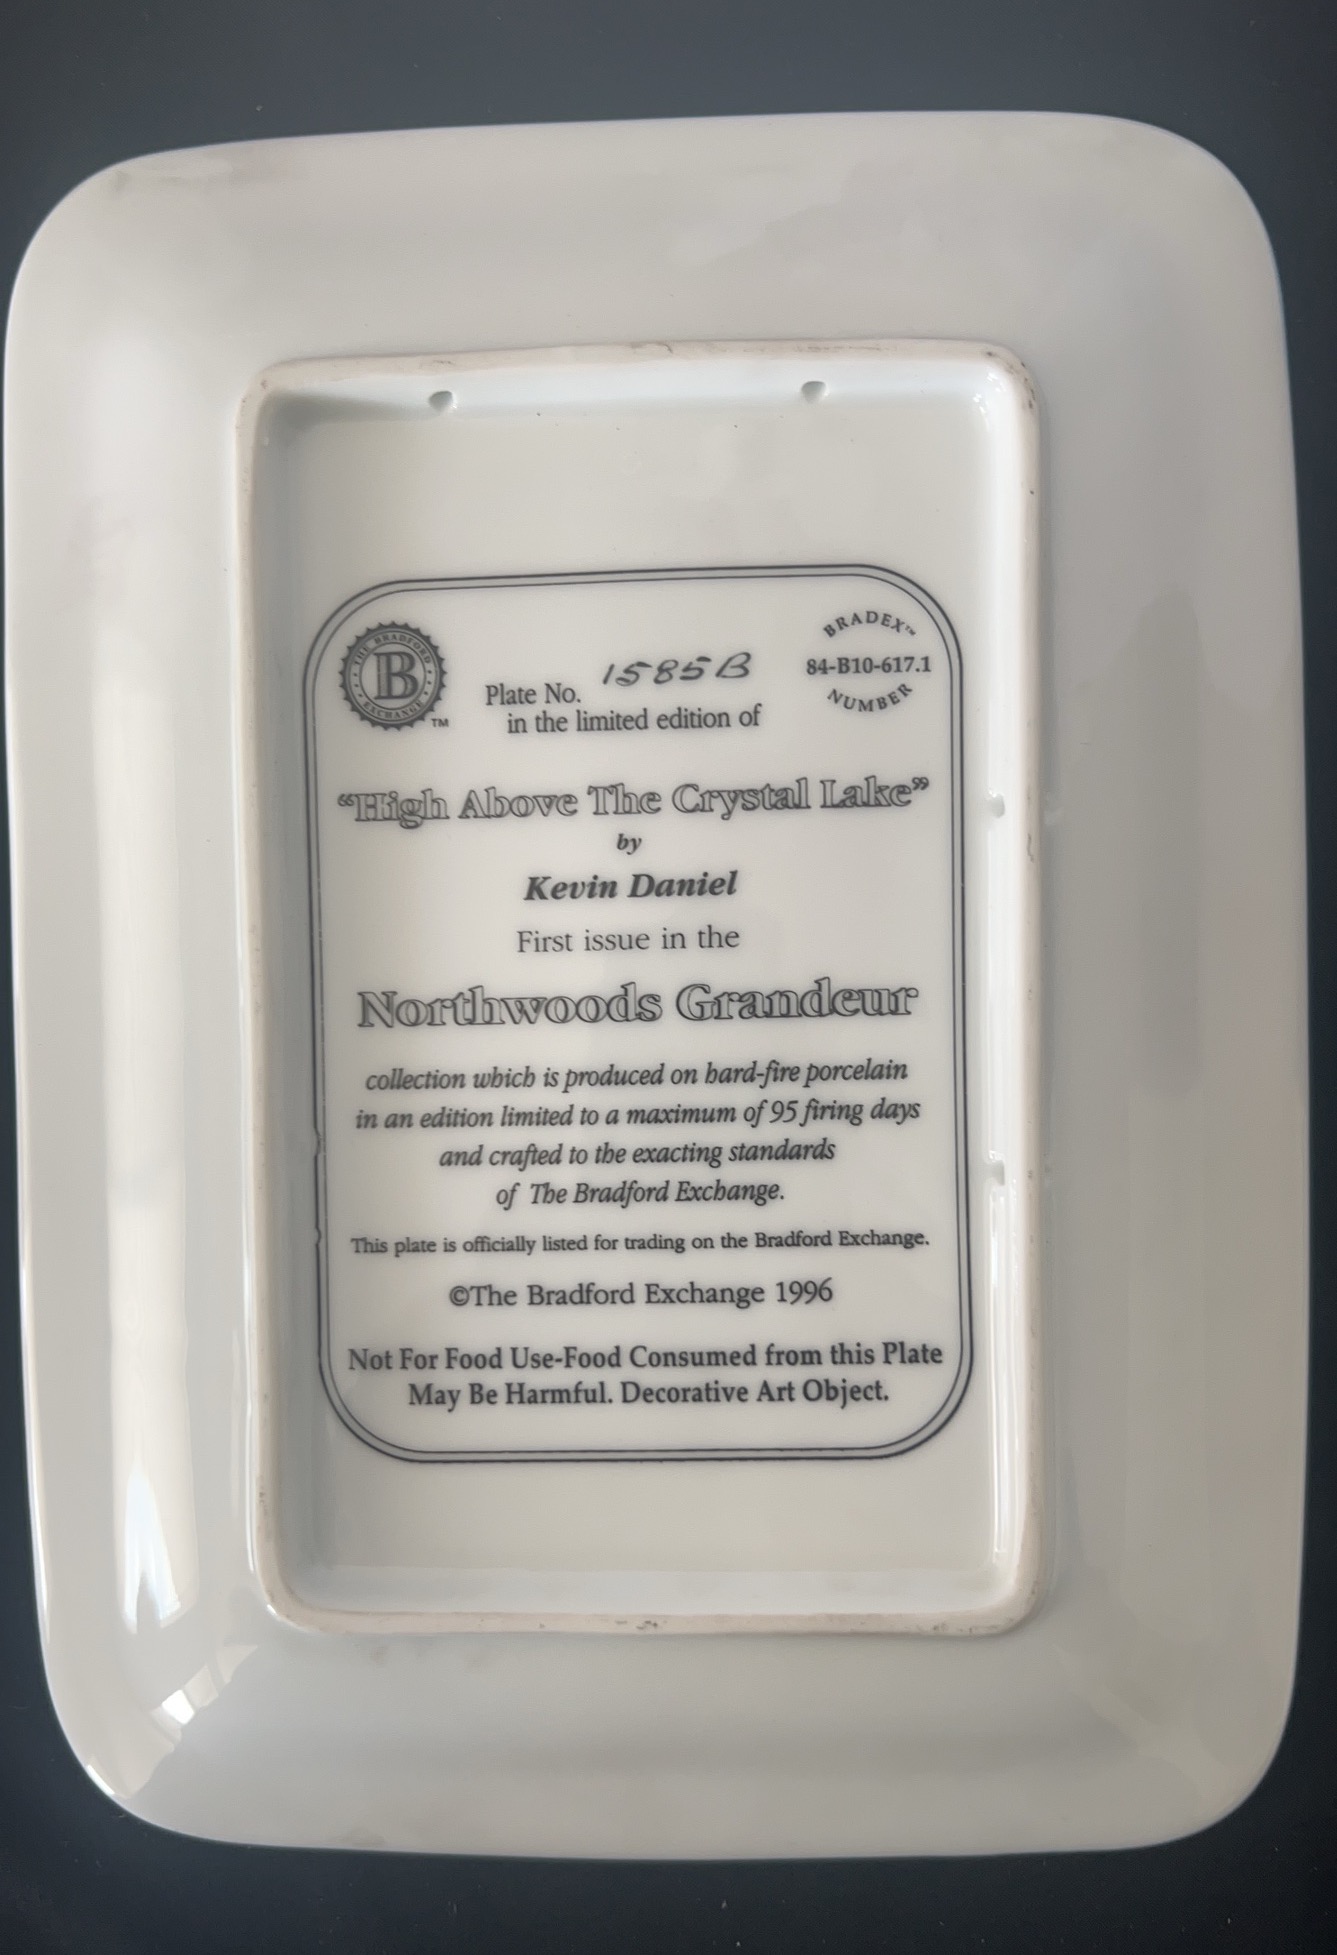 THE BRADFORD EXCHANGE
B
TM
Plate No. 1585B
in the limited edition of
BRADEX™
84-B10-617.1
NUMBER
“High Above The Crystal Lake”
by
Kevin Daniel
First issue in the
Northwoods Grandeur
collection which is produced on hard-fire porcelain
in an edition limited to a maximum of 95 firing days
and crafted to the exacting standards
of The Bradford Exchange.
This plate is officially listed for trading on the Bradford Exchange.
©The Bradford Exchange 1996
Not For Food Use-Food Consumed from this Plate
May Be Harmful. Decorative Art Object.